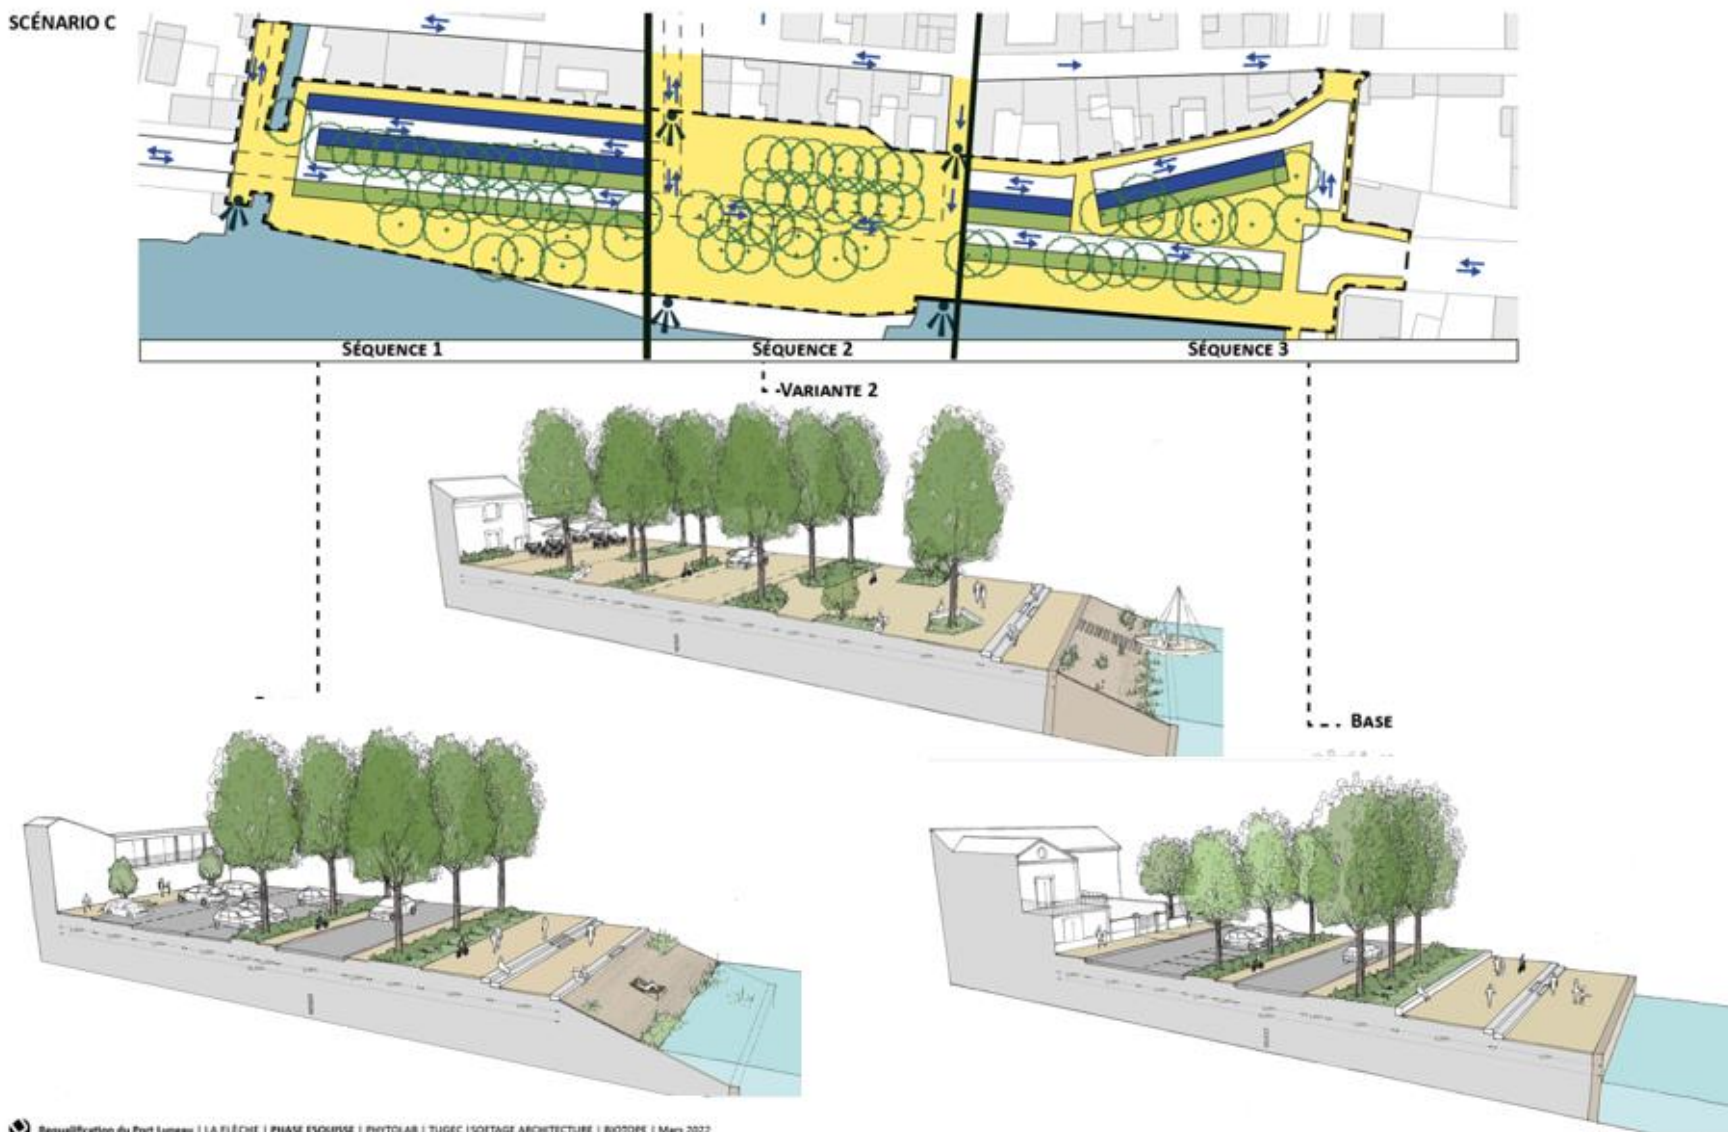 SCÉNARIO C
SÉQUENCE 1
SÉQUENCE 2
SÉQUENCE 3
VARIANTE 2
BASE
Requalification du Port Luneau | LA FLÈCHE | PHASE ESQUISSE | PHYTOLAB | TUGEC | SOFTAGE ARCHITECTURE | BIOTOPE | Mars 2022